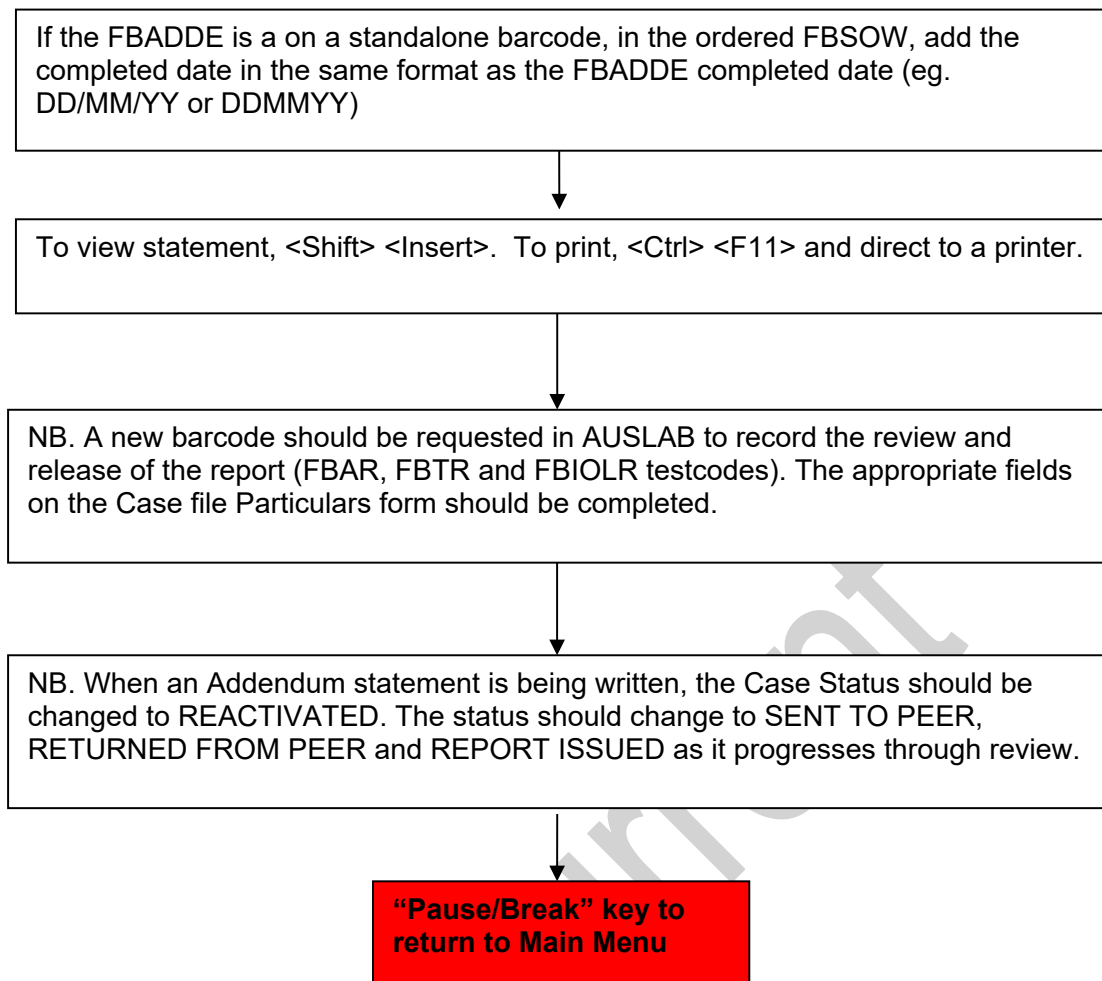 If the FBADDE is a on a standalone barcode, in the ordered FBSOW, add the
completed date in the same format as the FBADDE completed date (eg.
DD/MM/YY or DDMMYY)
To view statement, <Shift> <Insert>.  To print, <Ctrl> <F11> and direct to a printer.
NB. A new barcode should be requested in AUSLAB to record the review and
release of the report (FBAR, FBTR and FBIOLR testcodes). The appropriate fields
on the Case file Particulars form should be completed.
NB. When an Addendum statement is being written, the Case Status should be
changed to REACTIVATED. The status should change to SENT TO PEER,
RETURNED FROM PEER and REPORT ISSUED as it progresses through review.
“Pause/Break” key to
return to Main Menu